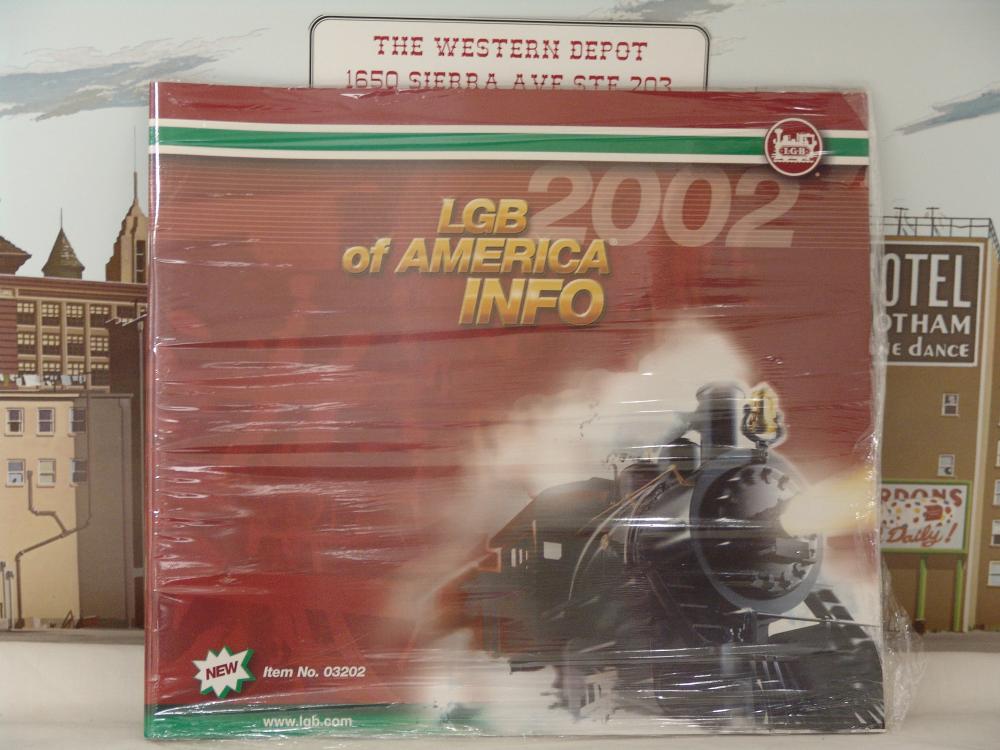 THE WESTERN DEPOT
1650 SIERRA AVE STE 203
LGB
2002
LGB
of AMERICA
INFO
OTEL
OTHAM
NE dANCE
RDONS
Daily!
NEW
Item No. 03202
www.lgb.com